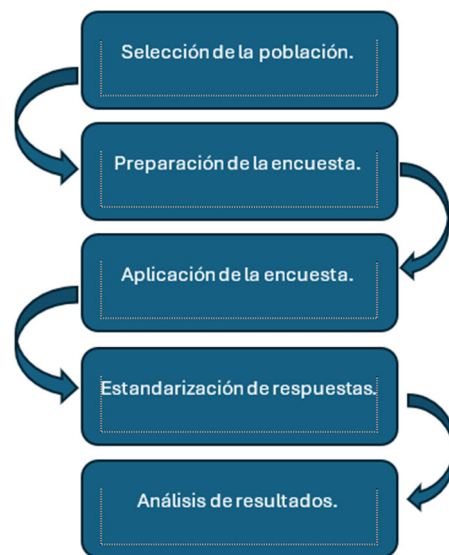 Selección de la población.
Preparación de la encuesta.
Aplicación de la encuesta.
Estandarización de respuestas.
Análisis de resultados.